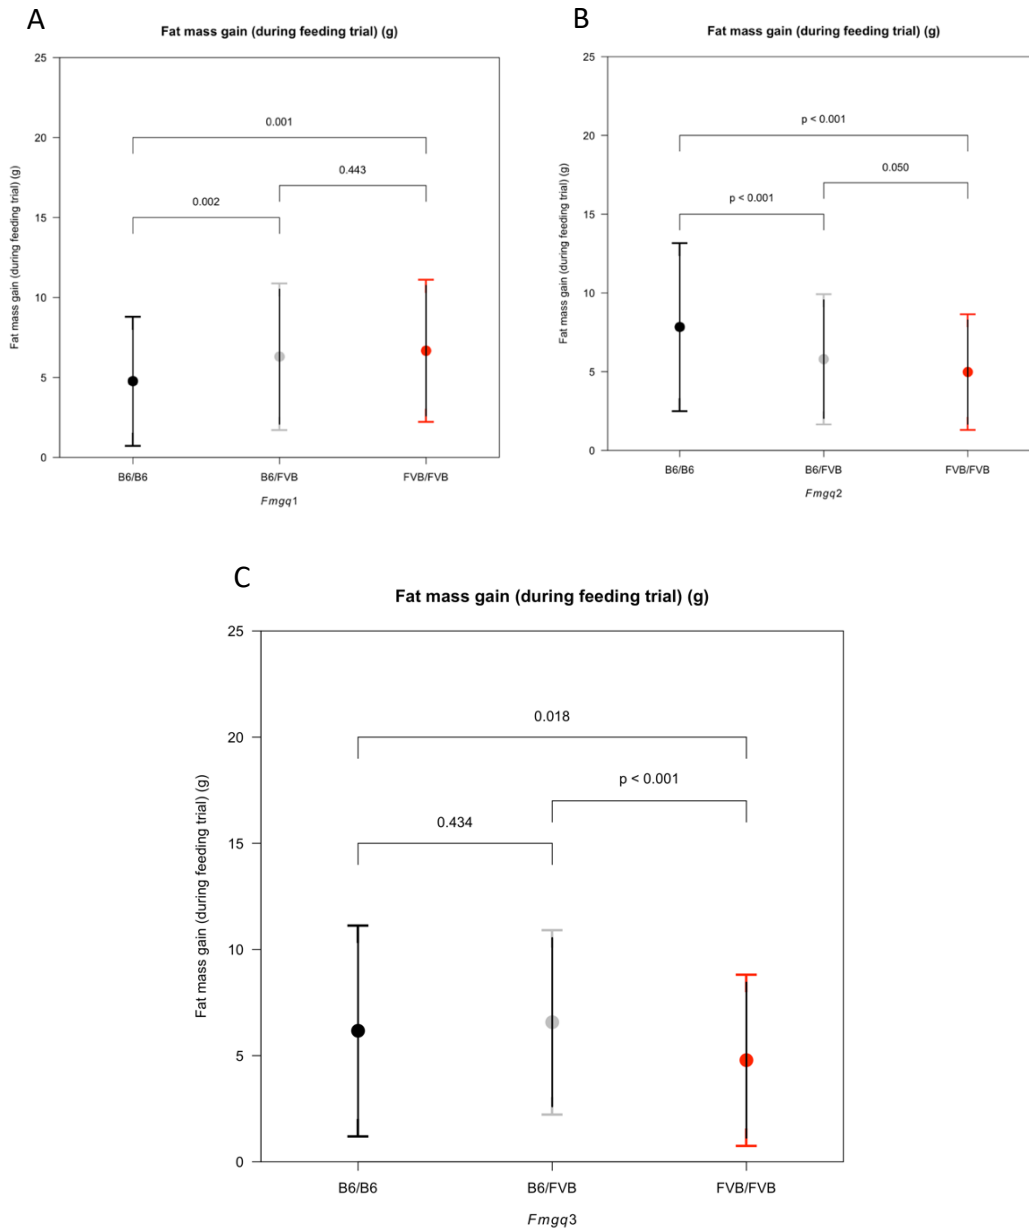 A
Fat mass gain (during feeding trial) (g)
Fat mass gain (during feeding trial) (g)
25
20
15
10
5
0
0.001
0.443
0.002
B6/B6
B6/FVB
FVB/FVB
Fmgq1
B
Fat mass gain (during feeding trial) (g)
Fat mass gain (during feeding trial) (g)
25
20
15
10
5
0
p < 0.001
0.050
p < 0.001
B6/B6
B6/FVB
FVB/FVB
Fmgq2
C
Fat mass gain (during feeding trial) (g)
Fat mass gain (during feeding trial) (g)
25
20
15
10
5
0
0.018
p < 0.001
0.434
B6/B6
B6/FVB
FVB/FVB
Fmgq3